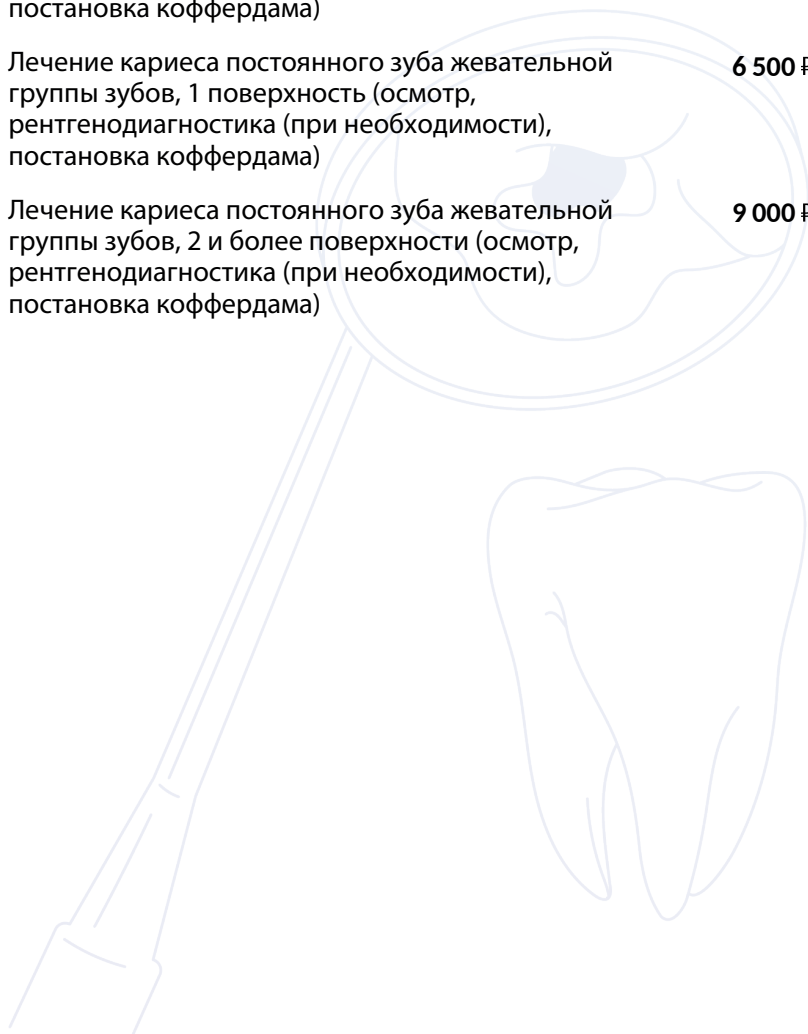 постановка коффердама)
Лечение кариеса постоянного зуба жевательной
группы зубов, 1 поверхность (осмотр,
рентгенодиагностика (при необходимости),
постановка коффердама)
6 500 ₽
Лечение кариеса постоянного зуба жевательной
группы зубов, 2 и более поверхности (осмотр,
рентгенодиагностика (при необходимости),
постановка коффердама)
9 000 ₽